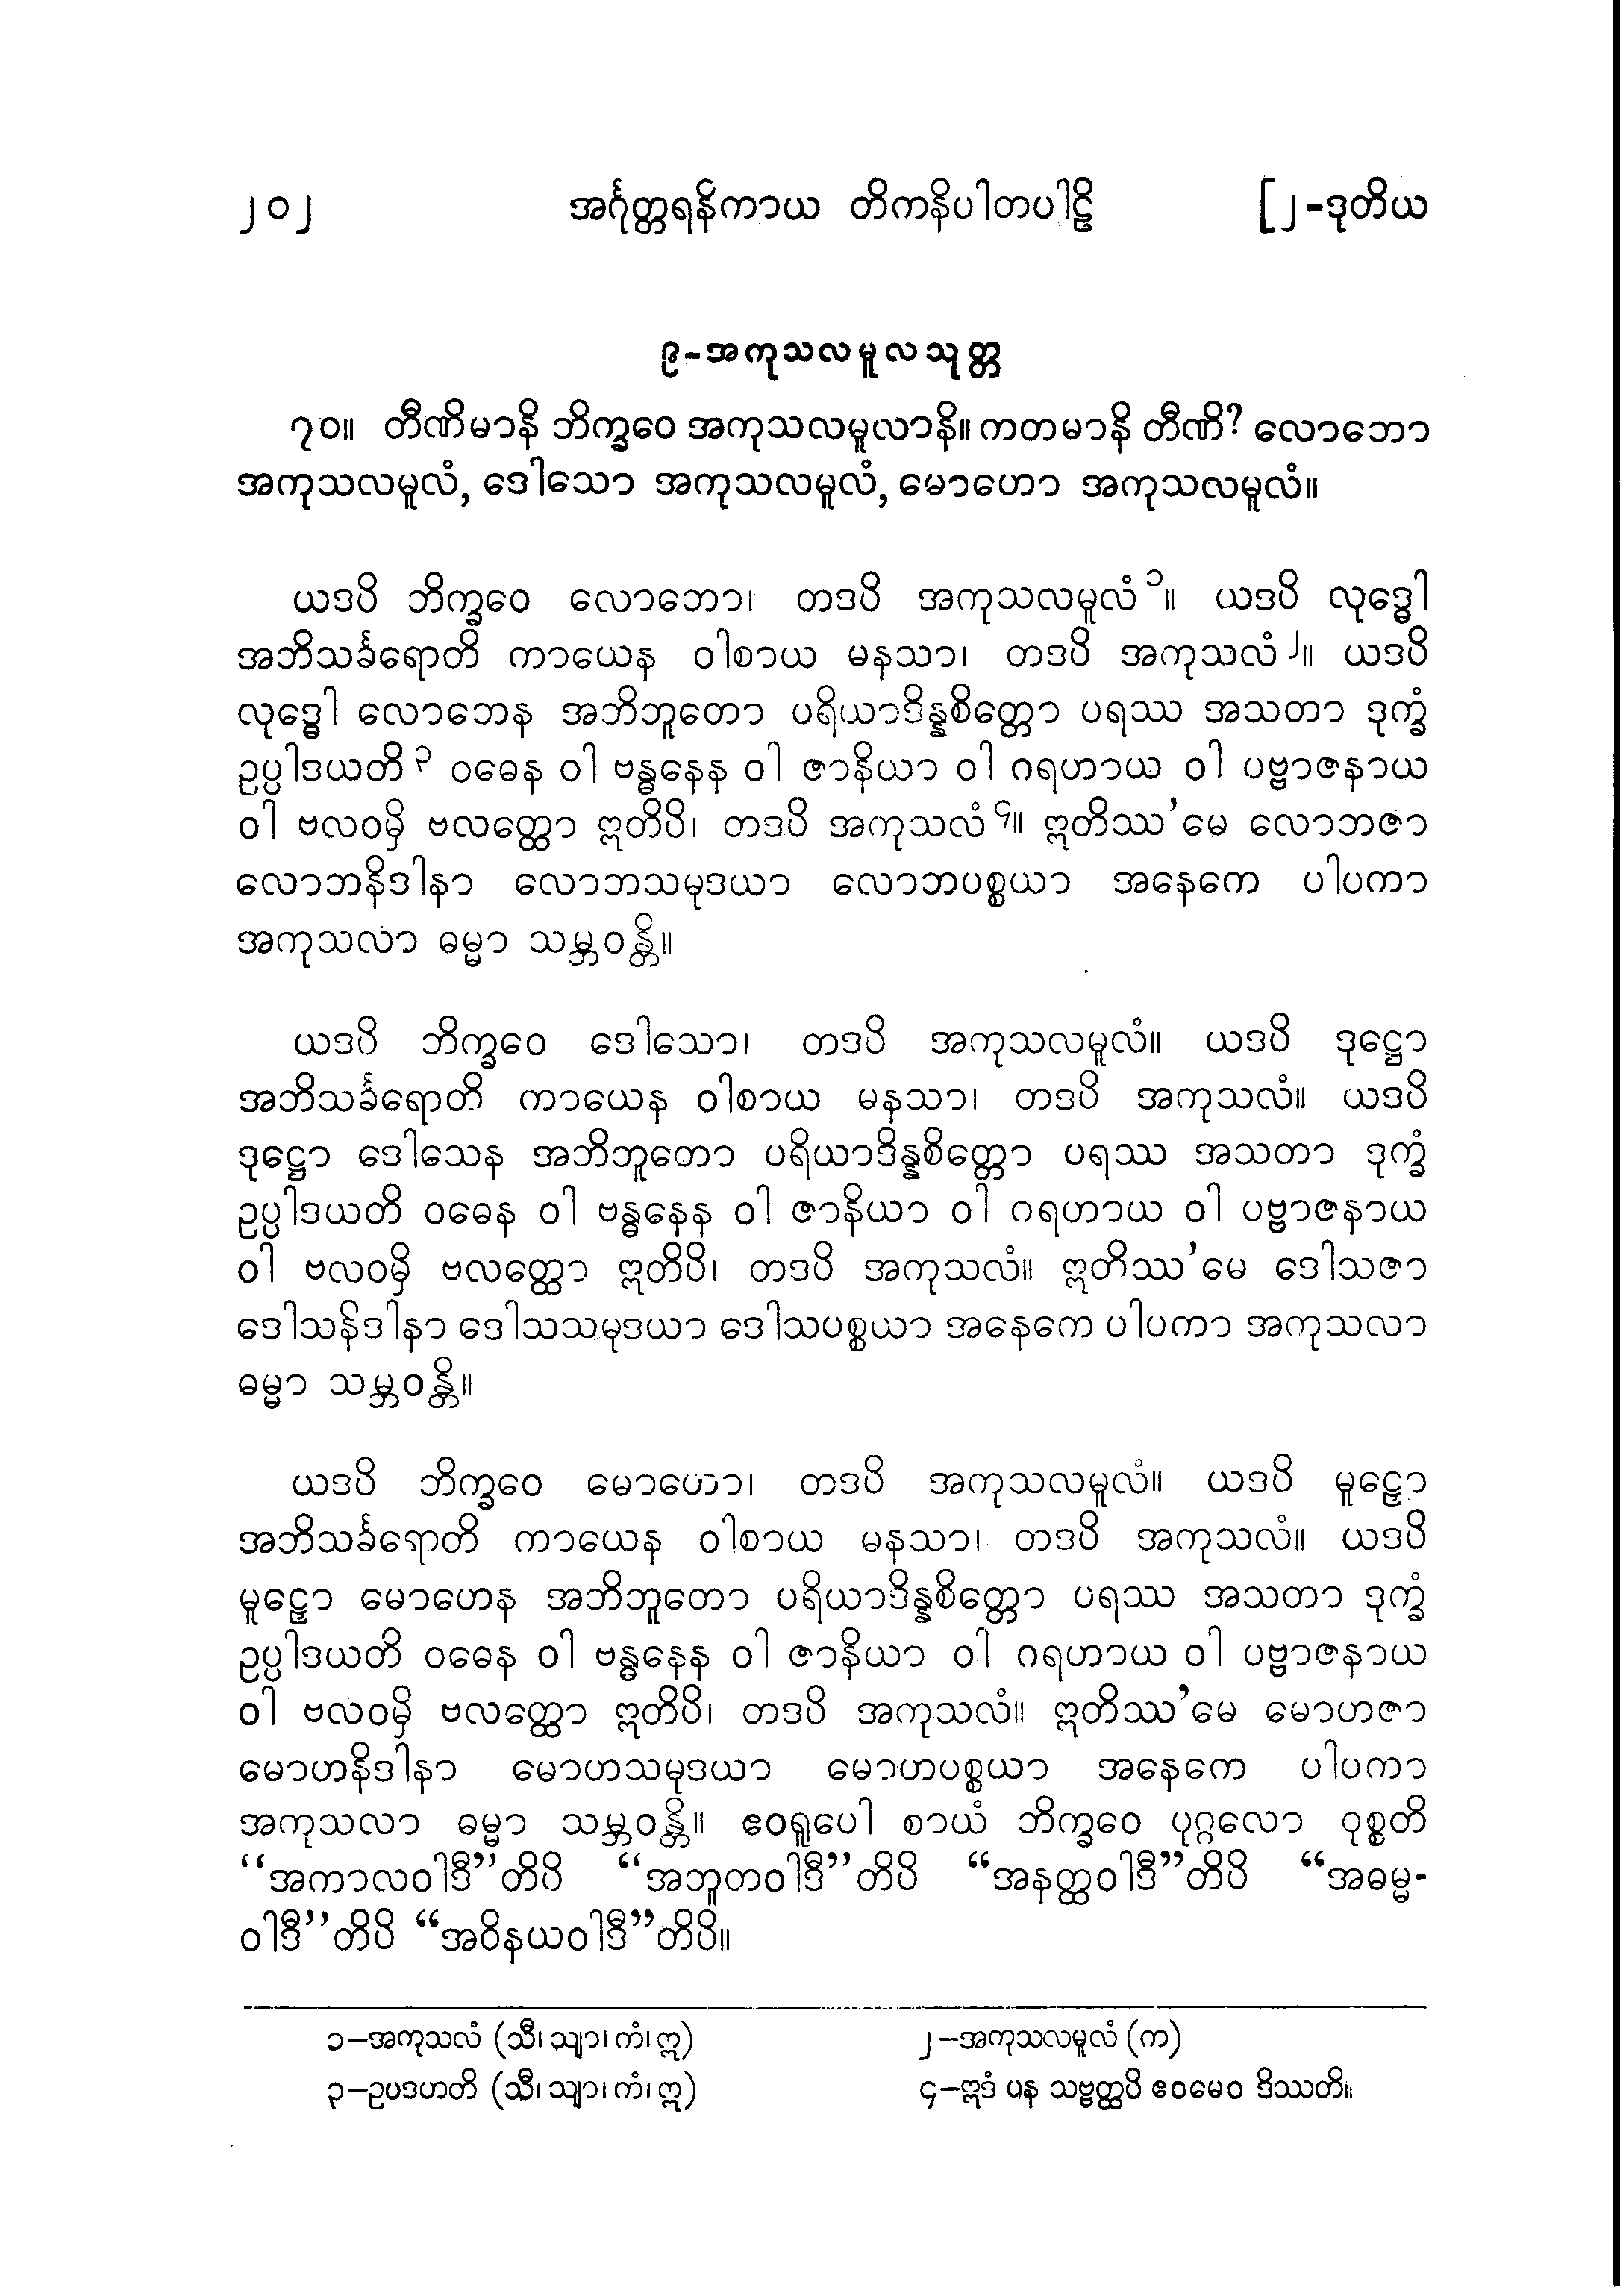 ၂၀၂ အင်္ဂုတ္တရနိကာယ တိကနိပါတပါဠိ [၂-ဒုတိယ
၉-အကုသလမူလသုတ္တ
၇၀။ တီဏိမာနိ ဘိက္ခဝေ အကုသလမူလာနိ။ ကတမာနိ တီဏိ? လောဘော
အကုသလမူလံ, ဒေါသော အကုသလမူလံ, မောဟော အကုသလမူလံ။
ယဒပိ ဘိက္ခဝေ လောဘော၊ တဒပိ အကုသလမူလံ၁။ ယဒပိ လုဒ္ဓေါ
အဘိသင်္ခရောတိ ကာယေန ဝါစာယ မနသာ၊ တဒပိ အကုသလံ၂။ ယဒပိ
လုဒ္ဓေါ လောဘေန အဘိဘူတော ပရိယာဒိန္နစိတ္တော ပရဿ အသတာ ဒုက္ခံ
ဥပ္ပါဒယတိ၃ ဝဓေန ဝါ ဗန္ဓနေန ဝါ ဇာနိယာ ဝါ ဂရဟာယ ဝါ ပဗ္ဗာဇနာယ
ဝါ ဗလဝမှိ ဗလတ္ထော ဣတိပိ၊ တဒပိ အကုသလံ၄။ ဣတိဿ’မေ လောဘဇာ
လောဘနိဒါနာ လောဘသမုဒယာ လောဘပစ္စယာ အနေကေ ပါပကာ
အကုသလာ ဓမ္မာ သမ္ဘဝန္တိ။
ယဒပိ ဘိက္ခဝေ ဒေါသော၊ တဒပိ အကုသလမူလံ။ ယဒပိ ဒုဋ္ဌော
အဘိသင်္ခရောတိ ကာယေန ဝါစာယ မနသာ၊ တဒပိ အကုသလံ။ ယဒပိ
ဒုဋ္ဌော ဒေါသေန အဘိဘူတော ပရိယာဒိန္နစိတ္တော ပရဿ အသတာ ဒုက္ခံ
ဥပ္ပါဒယတိ ဝဓေန ဝါ ဗန္ဓနေန ဝါ ဇာနိယာ ဝါ ဂရဟာယ ဝါ ပဗ္ဗာဇနာယ
ဝါ ဗလဝမှိ ဗလတ္ထော ဣတိပိ၊ တဒပိ အကုသလံ။ ဣတိဿ’မေ ဒေါသဇာ
ဒေါသနိဒါနာ ဒေါသသမုဒယာ ဒေါသပစ္စယာ အနေကေ ပါပကာ အကုသလာ
ဓမ္မာ သမ္ဘဝန္တိ။
ယဒပိ ဘိက္ခဝေ မောဟော၊ တဒပိ အကုသလမူလံ။ ယဒပိ မူဠှော
အဘိသင်္ခရောတိ ကာယေန ဝါစာယ မနသာ၊ တဒပိ အကုသလံ။ ယဒပိ
မူဠှော မောဟေန အဘိဘူတော ပရိယာဒိန္နစိတ္တော ပရဿ အသတာ ဒုက္ခံ
ဥပ္ပါဒယတိ ဝဓေန ဝါ ဗန္ဓနေန ဝါ ဇာနိယာ ဝါ ဂရဟာယ ဝါ ပဗ္ဗာဇနာယ
ဝါ ဗလဝမှိ ဗလတ္ထော ဣတိပိ၊ တဒပိ အကုသလံ။ ဣတိဿ’မေ မောဟဇာ
မောဟနိဒါနာ မောဟသမုဒယာ မောဟပစ္စယာ အနေကေ ပါပကာ
အကုသလာ ဓမ္မာ သမ္ဘဝန္တိ။ ဧဝရူပေါ စာယံ ဘိက္ခဝေ ပုဂ္ဂလော ဝုစ္စတိ
“အကာလဝါဒီ”တိပိ “အဘူတဝါဒီ”တိပိ “အနတ္ထဝါဒီ”တိပိ “အဓမ္မ-
ဝါဒီ”တိပိ “အဝိနယဝါဒီ”တိပိ။
၁–အကုသလံ (သီ၊ သျာ၊ ကံ၊ ဣ) ၂–အကုသလမူလံ (က)
၃–ဥပဒဟတိ (သီ၊ သျာ၊ ကံ၊ ဣ) ၄–ဣဒံ ပန သဗ္ဗတ္ထပိ ဧဝမေဝ ဒိဿတိ။